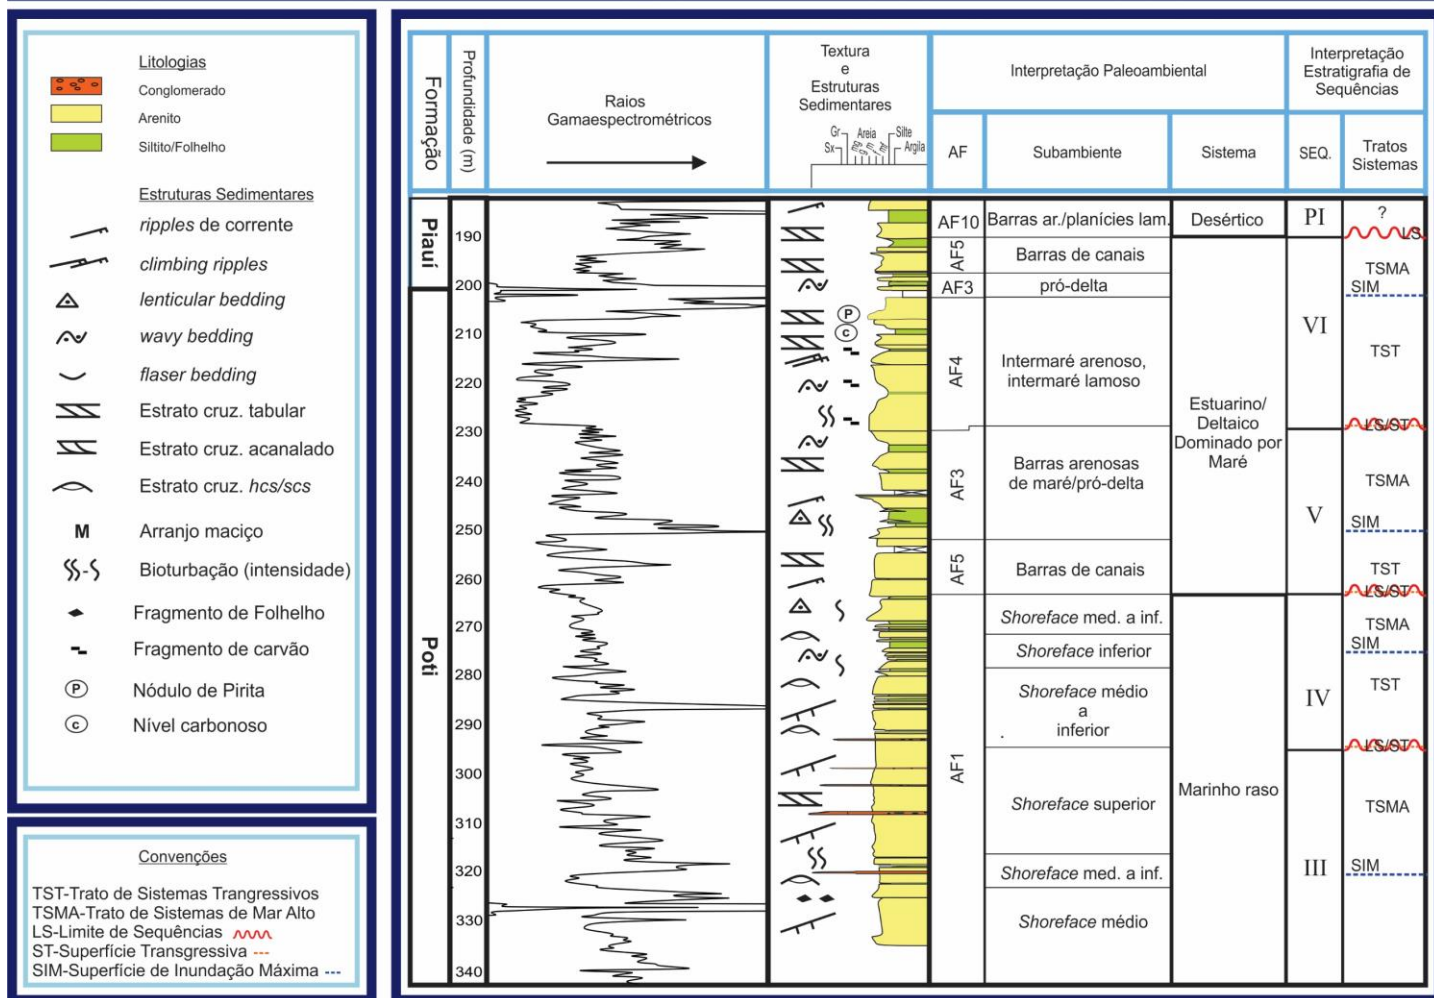 Litologias
Conglomerado
Arenito
Siltito/Folhelho
Estruturas Sedimentares
ripples de corrente
climbing ripples
lenticular bedding
wavy bedding
flaser bedding
Estrato cruz. tabular
Estrato cruz. acanalado
Estrato cruz. hcs/scs
M Arranjo maciço
Bioturbação (intensidade)
Fragmento de Folhelho
Fragmento de carvão
P Nódulo de Pirita
c Nível carbonoso
Convenções
TST-Trato de Sistemas Trangressivos
TSMA-Trato de Sistemas de Mar Alto
LS-Limite de Sequências
ST-Superfície Transgressiva
SIM-Superfície de Inundação Máxima
Formação
Profundidade (m)
Raios
Gamaespectrométricos
Textura
e
Estruturas
Sedimentares
Gr Areia Silte
Sx Argila
Interpretação Paleoambiental
AF
Subambiente
Sistema
Interpretação
Estratigrafia de
Sequências
SEQ.
Tratos
Sistemas
Piauí
Poti
190
200
210
220
230
240
250
260
270
280
290
300
310
320
330
340
P
c
AF10
AF5
AF3
AF4
AF3
AF5
AF1
Barras ar./planícies lam.
Barras de canais
pró-delta
Intermaré arenoso,
intermaré lamoso
Barras arenosas
de maré/pró-delta
Barras de canais
Shoreface med. a inf.
Shoreface inferior
Shoreface médio
a
inferior
.
Shoreface superior
Shoreface med. a inf.
Shoreface médio
Desértico
Estuarino/
Deltaico
Dominado por
Maré
Marinho raso
PI
VI
V
IV
III
?
LS
TSMA
SIM
TST
LS/ST
TSMA
SIM
TST
LS/ST
TSMA
SIM
TST
LS/ST
TSMA
SIM